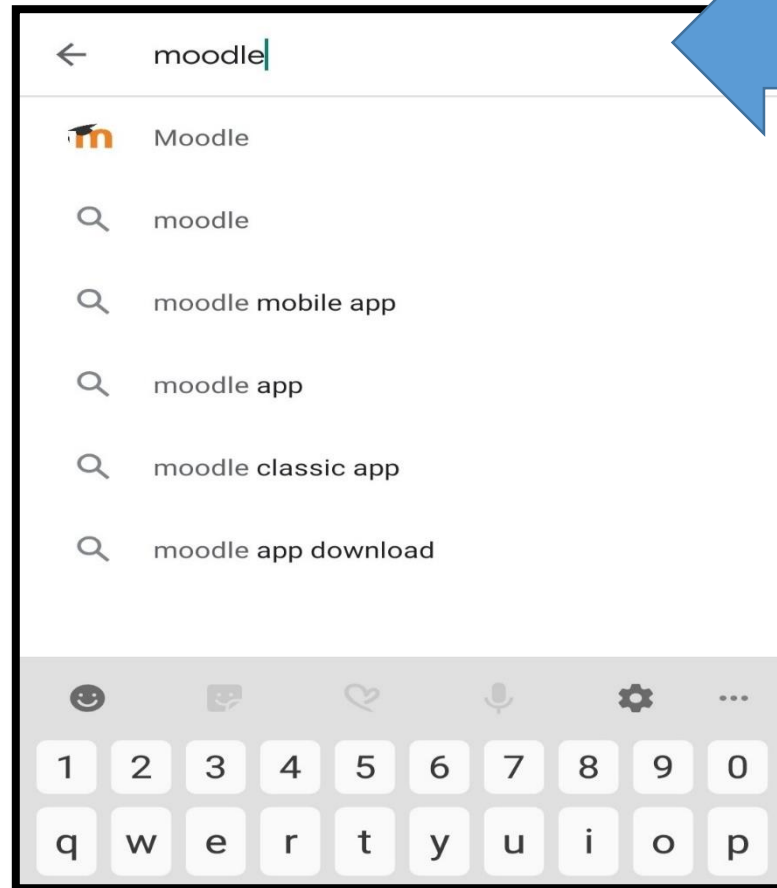 moodle
Moodle
moodle
moodle mobile app
moodle app
moodle classic app
moodle app download
1 2 3 4 5 6 7 8 9 0
q w e r t y u i o p